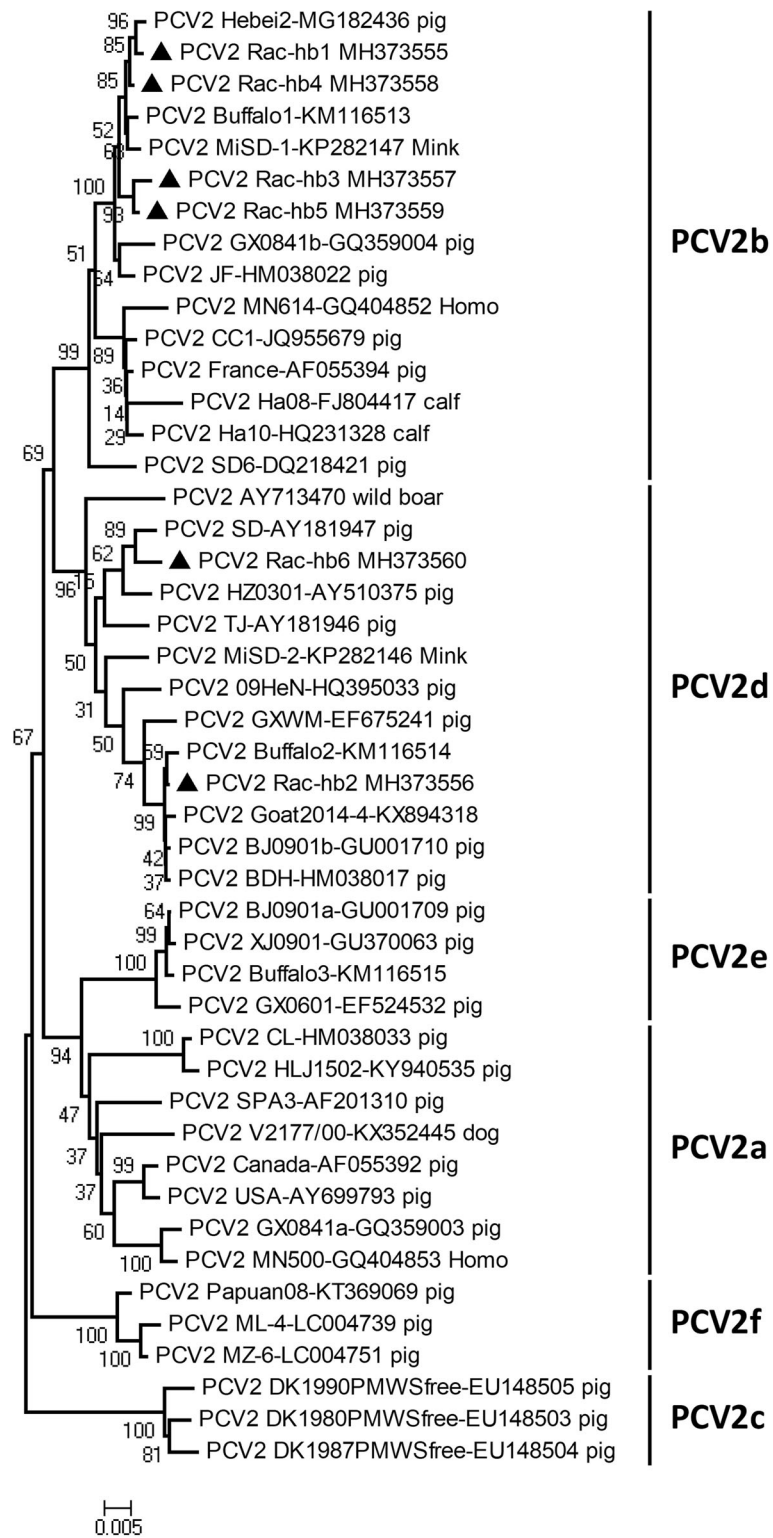 96
PCV2 Hebei2-MG182436 pig
85
PCV2 Rac-hb1 MH373555
85
PCV2 Rac-hb4 MH373558
PCV2 Buffalo1-KM116513
52
PCV2 MiSD-1-KP282147 Mink
PCV2 Rac-hb3 MH373557
100
PCV2 Rac-hb5 MH373559
PCV2 GX0841b-GQ359004 pig
PCV2b
51
PCV2 JF-HM038022 pig
PCV2 MN614-GQ404852 Homo
PCV2 CC1-JQ955679 pig
99
89
PCV2 France-AF055394 pig
36
PCV2 Ha08-FJ804417 calf
14
PCV2 Ha10-HQ231328 calf
29
69
PCV2 SD6-DQ218421 pig
PCV2 AY713470 wild boar
89
PCV2 SD-AY181947 pig
62
PCV2 Rac-hb6 MH373560
96
PCV2 HZ0301-AY510375 pig
PCV2 TJ-AY181946 pig
50
PCV2 MiSD-2-KP282146 Mink
PCV2 09HeN-HQ395033 pig
PCV2d
31
PCV2 GXWM-EF675241 pig
67
50
PCV2 Buffalo2-KM116514
74
PCV2 Rac-hb2 MH373556
PCV2 Goat2014-4-KX894318
99
PCV2 BJ0901b-GU001710 pig
42
PCV2 BDH-HM038017 pig
37
64
PCV2 BJ0901a-GU001709 pig
99
PCV2 XJ0901-GU370063 pig
PCV2e
100
PCV2 Buffalo3-KM116515
PCV2 GX0601-EF524532 pig
100
PCV2 CL-HM038033 pig
94
PCV2 HLJ1502-KY940535 pig
PCV2 SPA3-AF201310 pig
47
PCV2 V2177/00-KX352445 dog
PCV2a
37
99
PCV2 Canada-AF055392 pig
37
PCV2 USA-AY699793 pig
60
PCV2 GX0841a-GQ359003 pig
100
PCV2 MN500-GQ404853 Homo
PCV2 Papuan08-KT369069 pig
100
PCV2 ML-4-LC004739 pig
PCV2f
100
PCV2 MZ-6-LC004751 pig
PCV2 DK1990PMWSfree-EU148505 pig
100
PCV2 DK1980PMWSfree-EU148503 pig
PCV2c
81
PCV2 DK1987PMWSfree-EU148504 pig
0.005